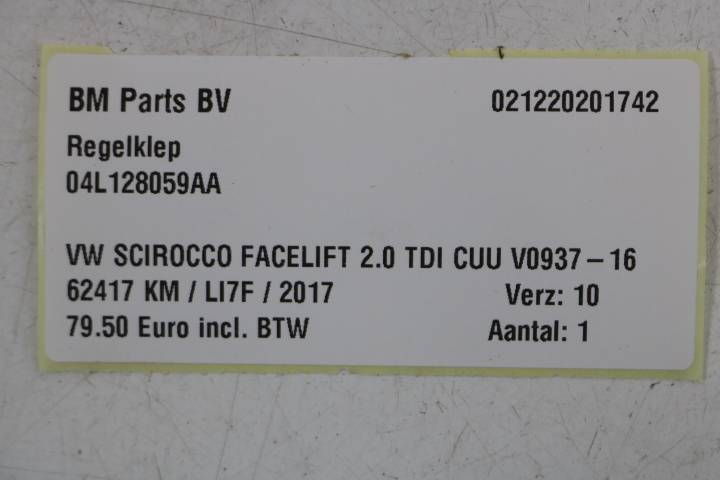 BM Parts BV 021220201742
Regelklep
04L128059AA
VW SCIROCCO FACELIFT 2.0 TDI CUU V0937-16
62417 KM / LI7F / 2017 Verz: 10
79.50 Euro incl. BTW Aantal: 1